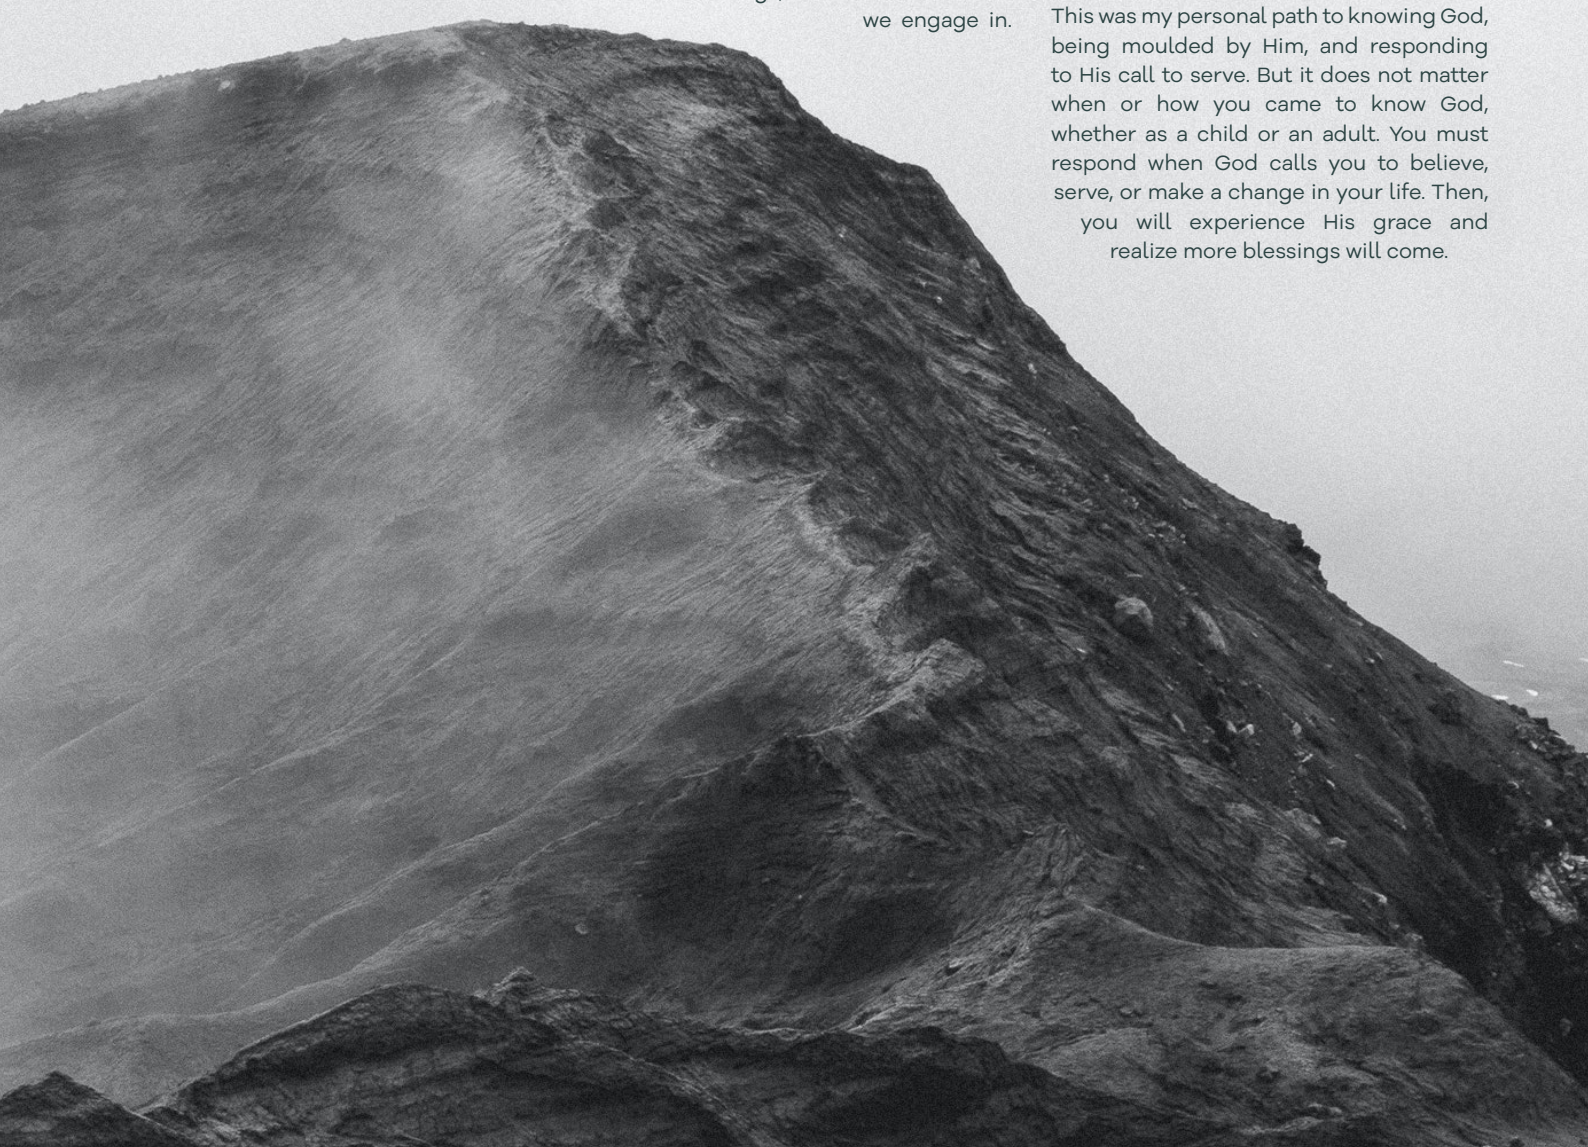 we engage in.
This was my personal path to knowing God,
being moulded by Him, and responding
to His call to serve. But it does not matter
when or how you came to know God,
whether as a child or an adult. You must
respond when God calls you to believe,
serve, or make a change in your life. Then,
you will experience His grace and
realize more blessings will come.